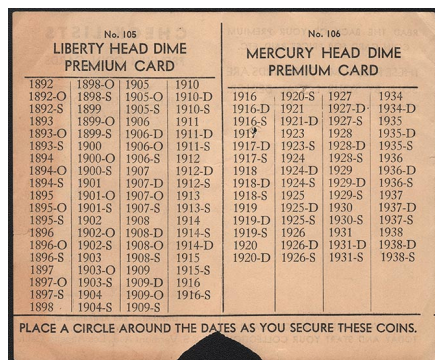 No. 105
LIBERTY HEAD DIME
PREMIUM CARD
1892 1898-O 1905 1910
1892-O 1898-S 1905-O 1910-D
1892-S 1899 1905-S 1910-S
1893 1899-O 1906 1911
1893-O 1899-S 1906-D 1911-D
1893-S 1900 1906-O 1911-S
1894 1900-O 1906-S 1912
1894-O 1900-S 1907 1912-D
1894-S 1901 1907-D 1912-S
1895 1901-O 1907-O 1913
1895-O 1901-S 1907-S 1913-S
1895-S 1902 1908 1914
1896 1902-O 1908-D 1914-S
1896-O 1902-S 1908-O 1914-D
1896-S 1903 1908-S 1915
1897 1903-O 1909 1915-S
1897-O 1903-S 1909-D 1916
1897-S 1904 1909-O 1916-S
1898 1904-S 1909-S
No. 106
MERCURY HEAD DIME
PREMIUM CARD
1916 1920-S 1927 1934
1916-D 1921 1927-D 1934-D
1916-S 1921-D 1927-S 1935
1917 1923 1928 1935-D
1917-D 1923-S 1928-D 1935-S
1917-S 1924 1928-S 1936
1918 1924-D 1929 1936-D
1918-D 1924-S 1929-D 1936-S
1918-S 1925 1929-S 1937
1919 1925-D 1930 1937-D
1919-D 1925-S 1930-S 1937-S
1919-S 1926 1931 1938
1920 1926-D 1931-D 1938-D
1920-D 1926-S 1931-S 1938-S
PLACE A CIRCLE AROUND THE DATES AS YOU SECURE THESE COINS.